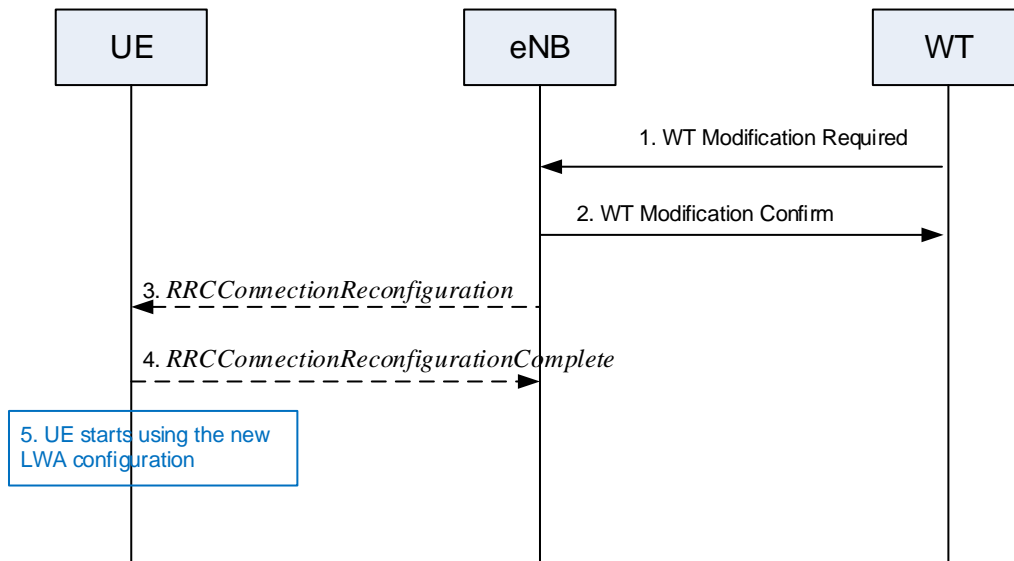 UE
eNB
WT
1. WT Modification Required
2. WT Modification Confirm
3. RRCConnectionReconfiguration
4. RRCConnectionReconfigurationComplete
5. UE starts using the new
LWA configuration